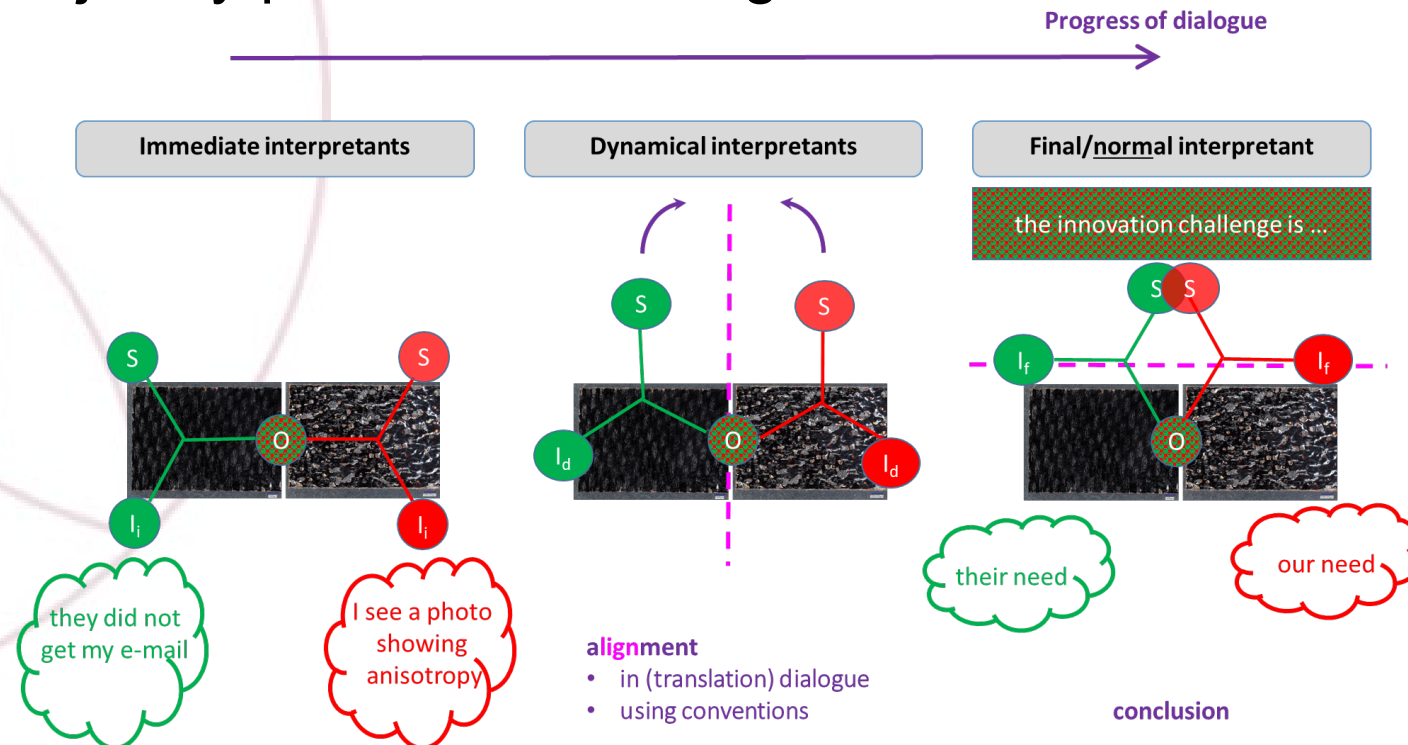 Progress of dialogue
Immediate interpretants
Dynamical interpretants
Final/normal interpretant
the innovation challenge is ...
S
S
O
Ii
Ii
they did not
get my e-mail
I see a photo
showing
anisotropy
S
S
O
Id
Id
alignment
• in (translation) dialogue
• using conventions
S S
If
If
O
their need
our need
conclusion